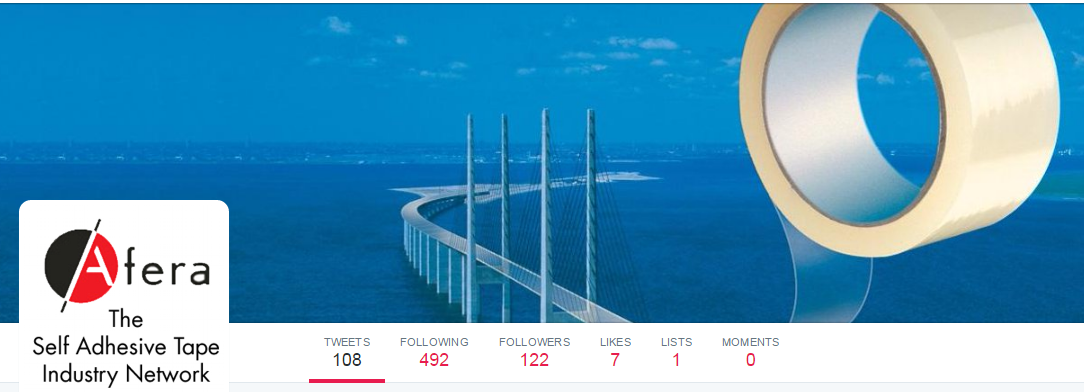 Afera
The
Self Adhesive Tape
Industry Network
TWEETS FOLLOWING FOLLOWERS LIKES LISTS MOMENTS
108 492 122 7 1 0